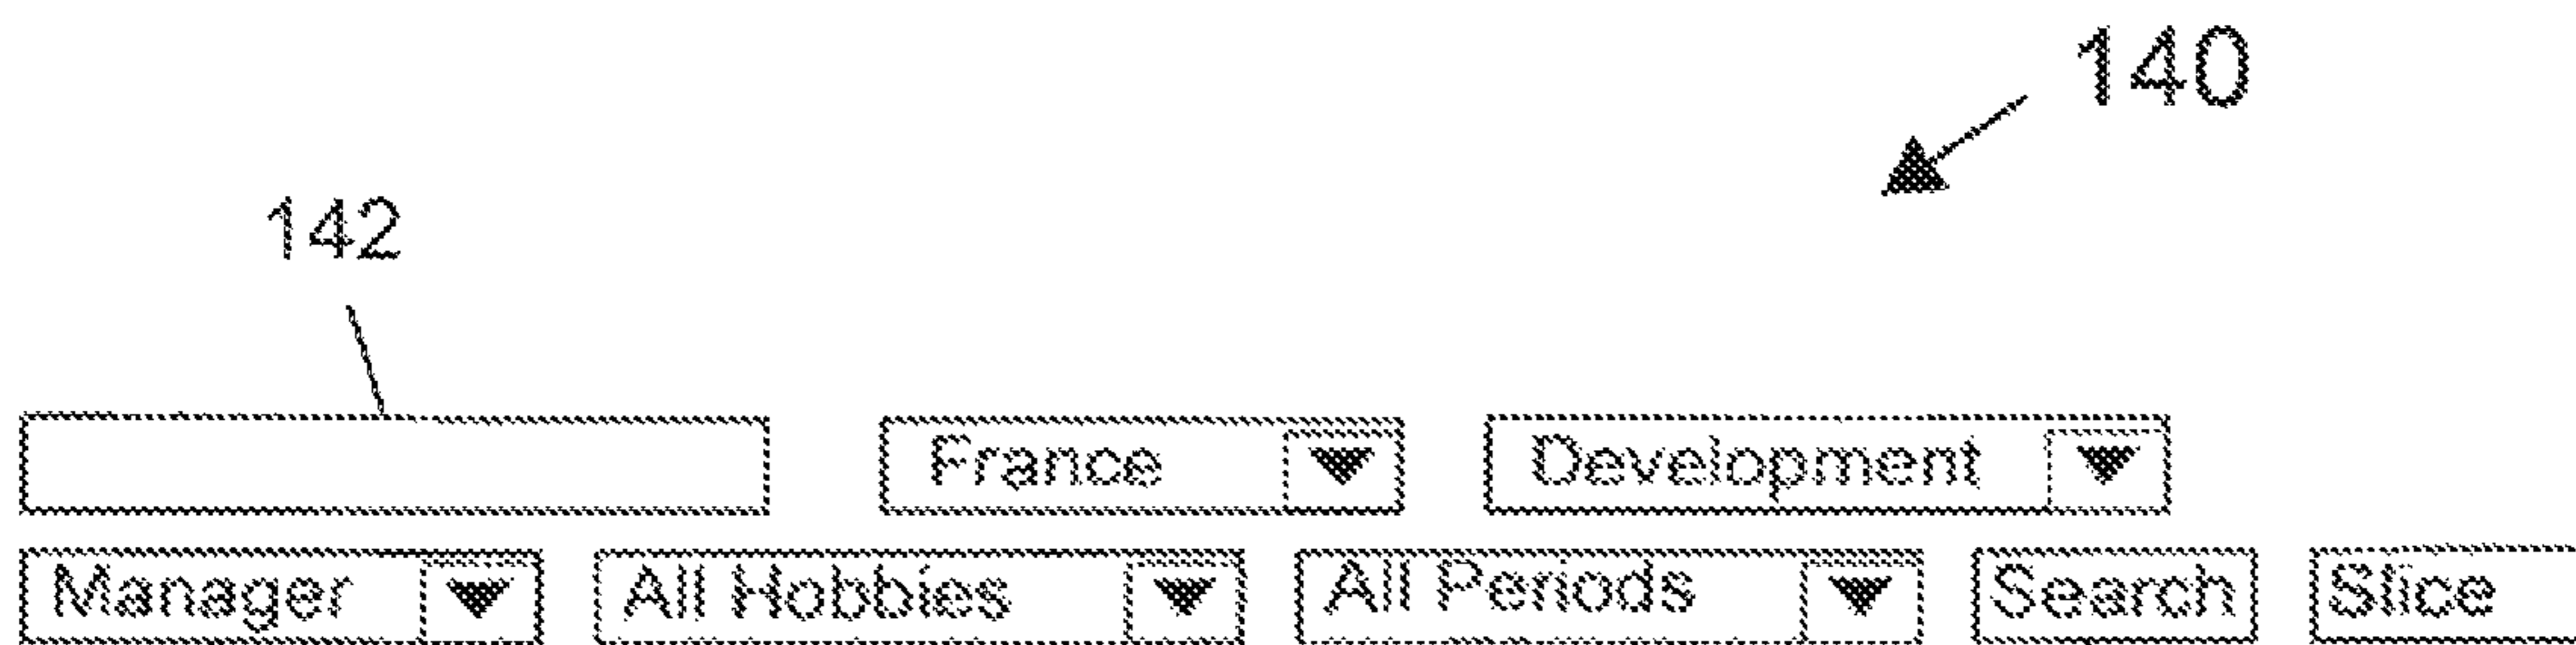 140
142
France Development
Manager All Hobbies All Periods Search Slice